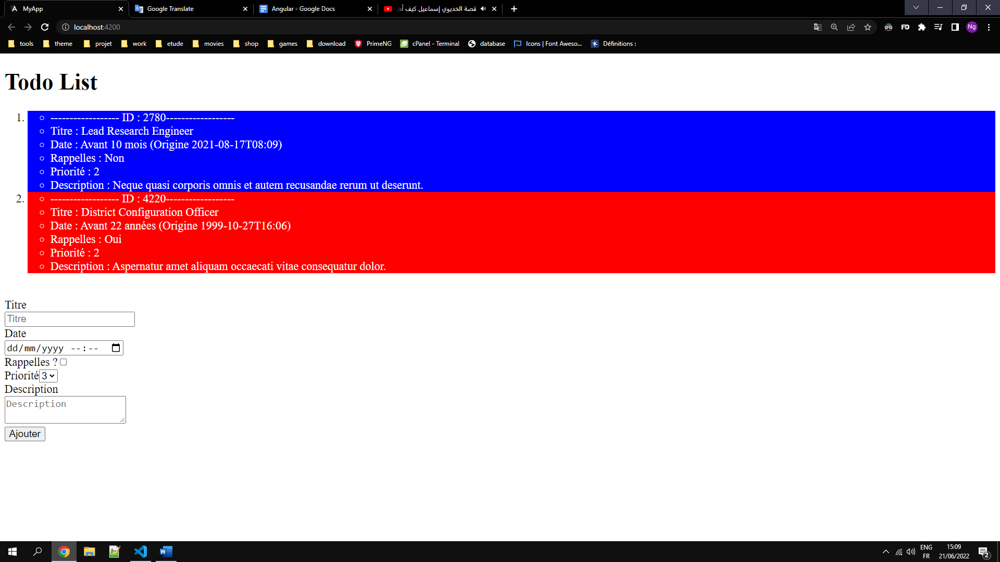 MyApp
Google Translate
Angular - Google Docs
قصة الخديوي إسماعيل كيف أ
localhost:4200
FD
Ng
tools
theme
projet
work
etude
movies
shop
games
download
PrimeNG
cPanel - Terminal
database
Icons | Font Aweso...
Définitions :
Todo List
1.
------------------ ID : 2780------------------
Titre : Lead Research Engineer
Date : Avant 10 mois (Origine 2021-08-17T08:09)
Rappelles : Non
Priorité : 2
Description : Neque quasi corporis omnis et autem recusandae rerum ut deserunt.
2.
------------------ ID : 4220------------------
Titre : District Configuration Officer
Date : Avant 22 années (Origine 1999-10-27T16:06)
Rappelles : Oui
Priorité : 2
Description : Aspernatur amet aliquam occaecati vitae consequatur dolor.
Titre
Titre
Date
dd/mm/yyyy --:--
Rappelles ?
Priorité 3
Description
Description
Ajouter
ENG
FR
15:09
21/06/2022
2